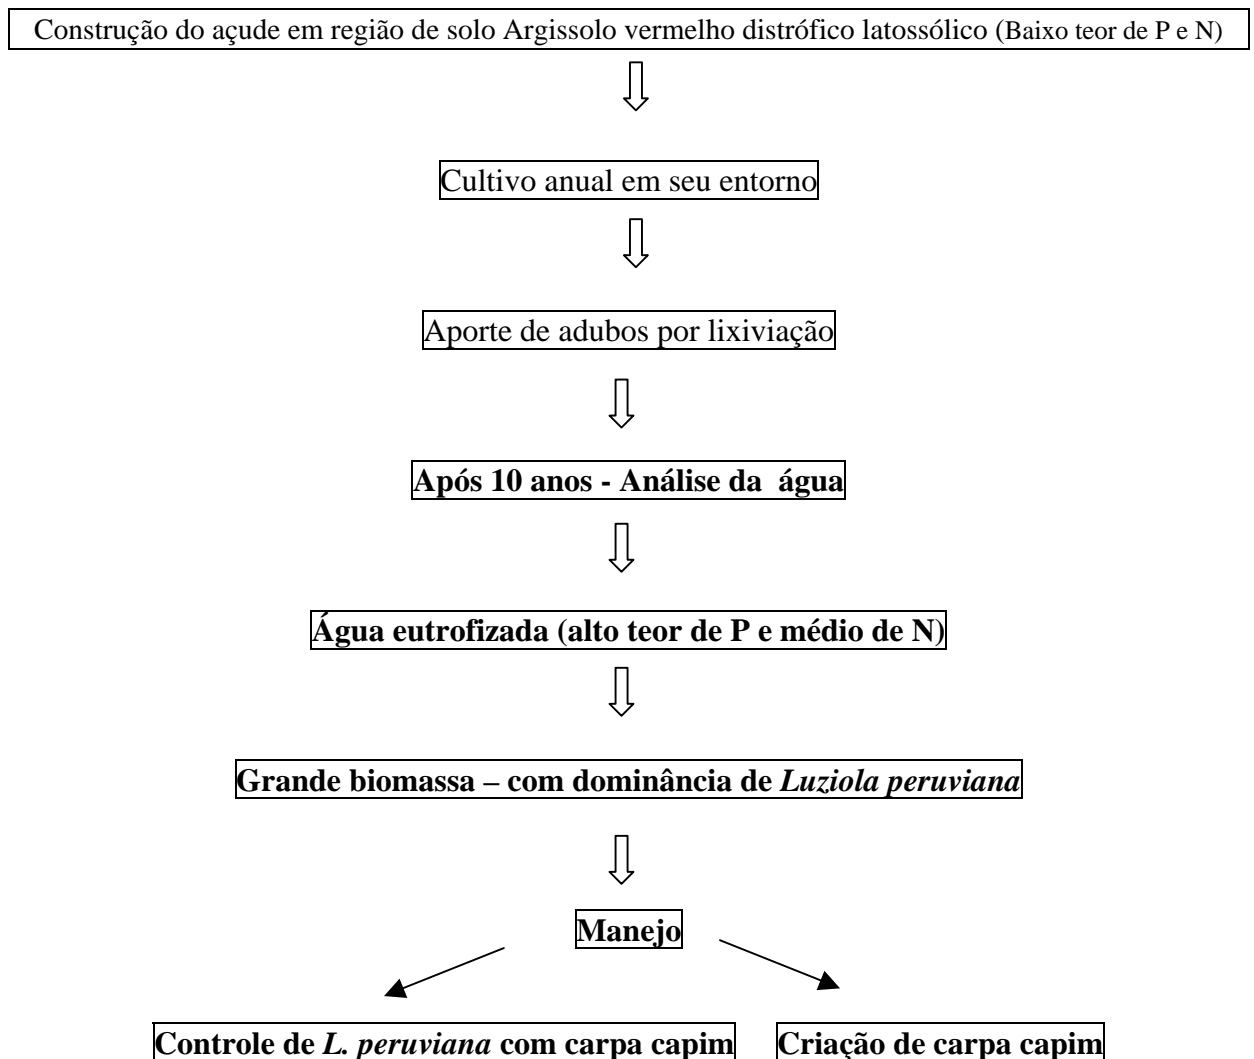 Construção do açude em região de solo Argissolo vermelho distrófico latossólico (Baixo teor de P e N)
Cultivo anual em seu entorno
Aporte de adubos por lixiviação
Após 10 anos - Análise da água
Água eutrofizada (alto teor de P e médio de N)
Grande biomassa – com dominância de Luziola peruviana
Manejo
Controle de L. peruviana com carpa capim
Criação de carpa capim